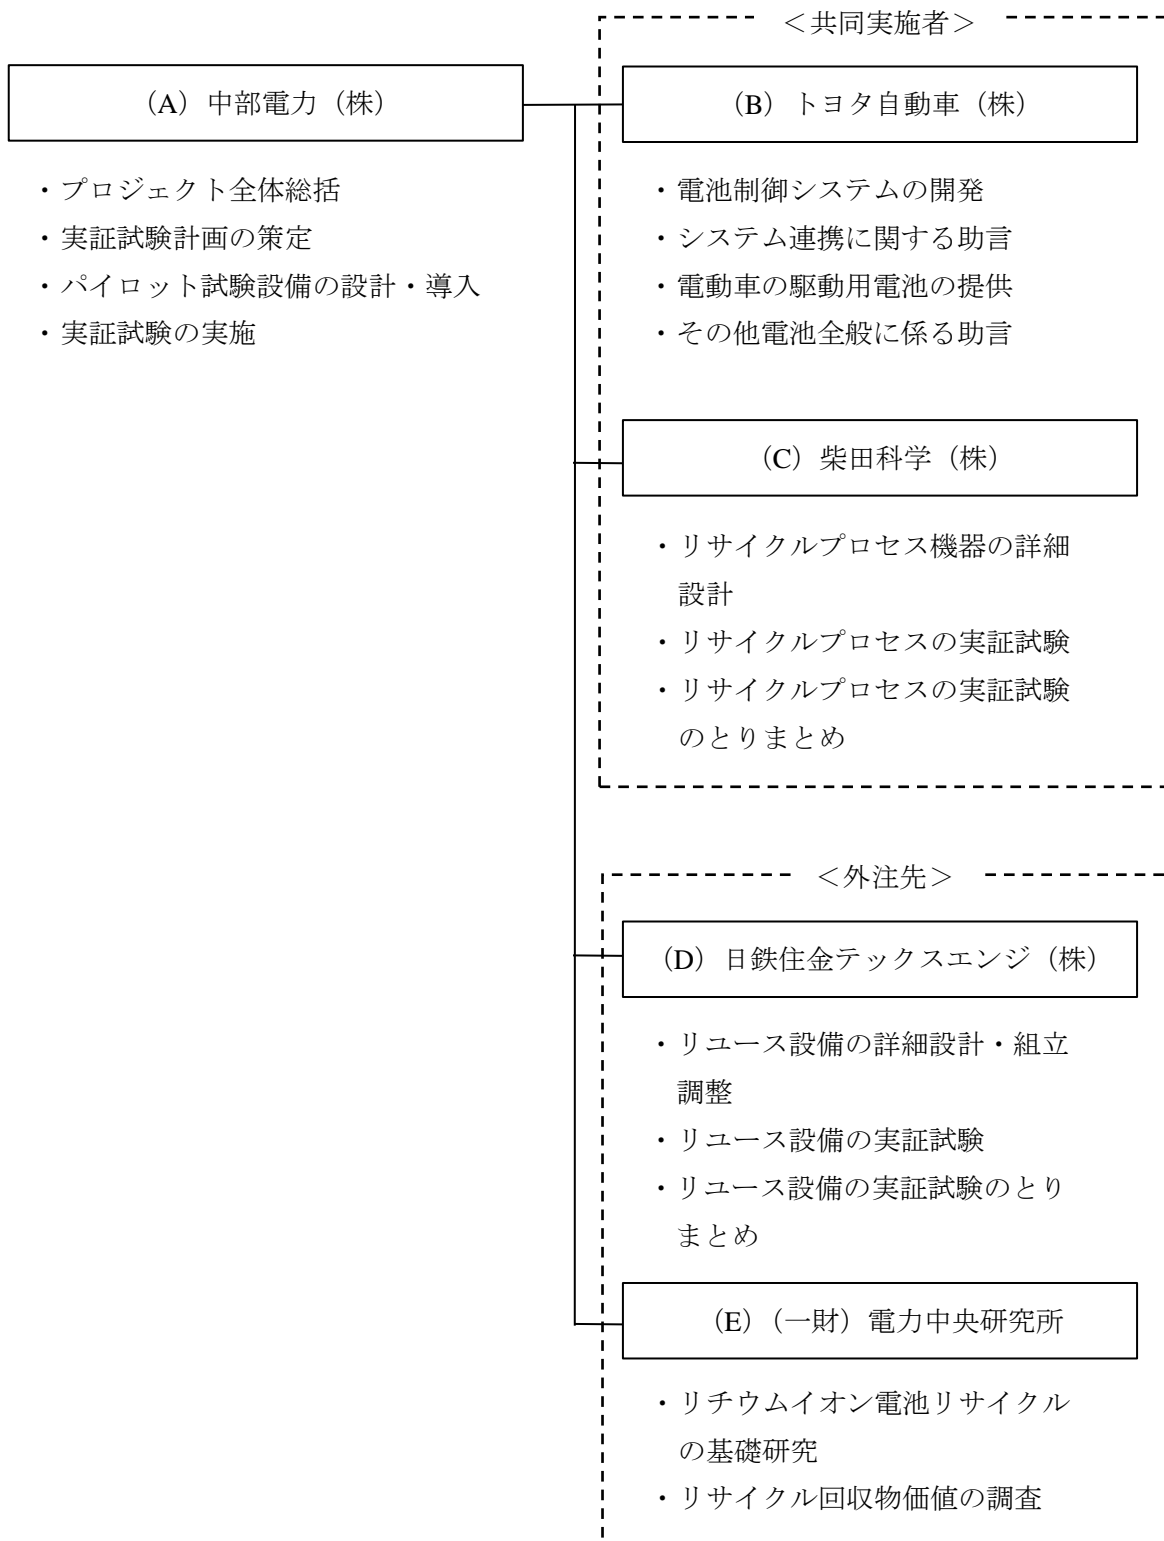 ＜共同実施者＞
（A）中部電力（株）
・プロジェクト全体総括
・実証試験計画の策定
・パイロット試験設備の設計・導入
・実証試験の実施
（B）トヨタ自動車（株）
・電池制御システムの開発
・システム連携に関する助言
・電動車の駆動用電池の提供
・その他電池全般に係る助言
（C）柴田科学（株）
・リサイクルプロセス機器の詳細
設計
・リサイクルプロセスの実証試験
・リサイクルプロセスの実証試験
のとりまとめ
＜外注先＞
（D）日鉄住金テックスエンジ（株）
・リユース設備の詳細設計・組立
調整
・リユース設備の実証試験
・リユース設備の実証試験のとり
まとめ
（E）（一財）電力中央研究所
・リチウムイオン電池リサイクル
の基礎研究
・リサイクル回収物価値の調査